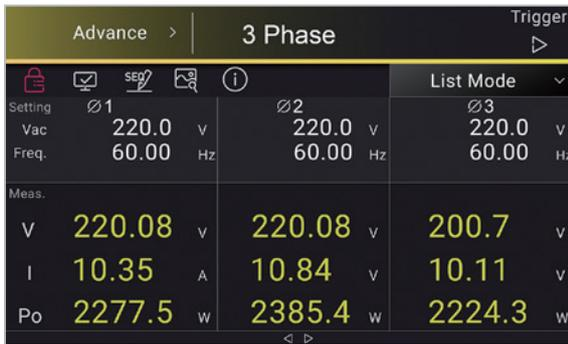 Advance > 3 Phase Trigger
SEQ List Mode
Setting Ø1 Ø2 Ø3
Vac 220.0 V 220.0 V 220.0 V
Freq. 60.00 Hz 60.00 Hz 60.00 Hz
Meas.
V 220.08 V 220.08 V 200.7 V
I 10.35 A 10.84 V 10.11 V
Po 2277.5 W 2385.4 W 2224.3 W